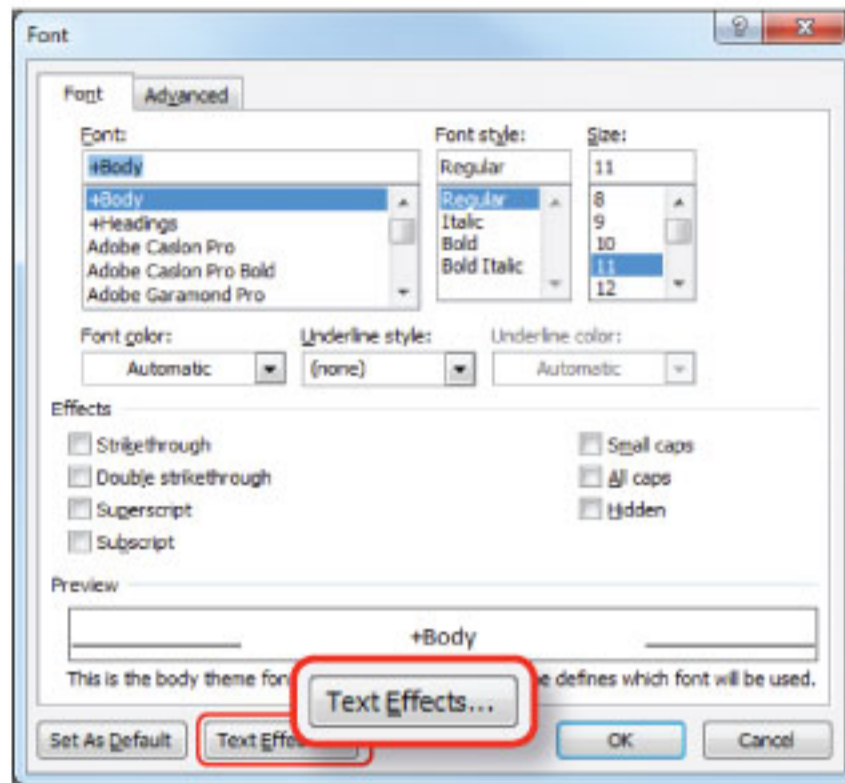 Font
Font Advanced
Font: Font style: Size:
+Body Regular 11
+Body Regular 8
+Headings Italic 9
Adobe Caslon Pro Bold 10
Adobe Caslon Pro Bold Bold Italic 11
Adobe Garamond Pro 12
Font color: Underline style: Underline color:
Automatic (none) Automatic
Effects
Strikethrough Small caps
Double strikethrough All caps
Superscript Hidden
Subscript
Preview
+Body
This is the body theme fon e defines which font will be used.
Text Effects...
Set As Default Text Effec OK Cancel